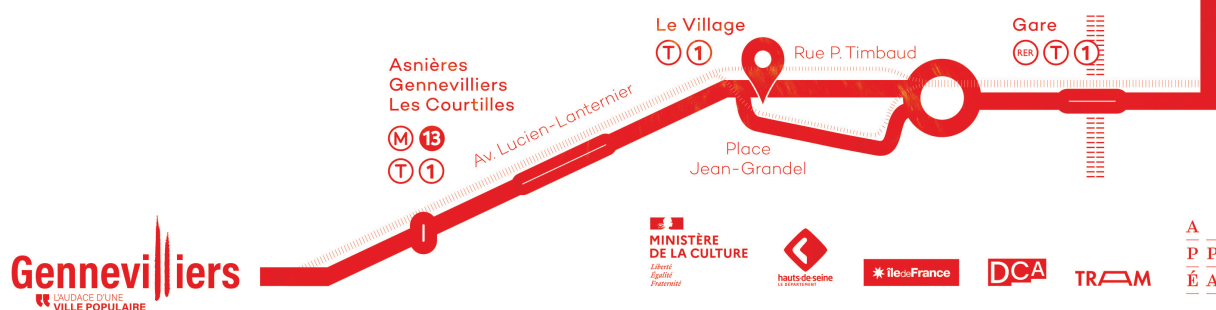 Asnières
Gennevilliers
Les Courtilles
M 13
T 1
Av. Lucien-Lanternier
Le Village
T 1
Rue P. Timbaud
Place
Jean-Grandel
Gare
RER T 1
Gennevilliers
L'AUDACE D'UNE
VILLE POPULAIRE
MINISTÈRE
DE LA CULTURE
Liberté
Égalité
Fraternité
hauts-de-seine
LE DÉPARTEMENT
îledeFrance
DCA
TRAM
A
P P
É A